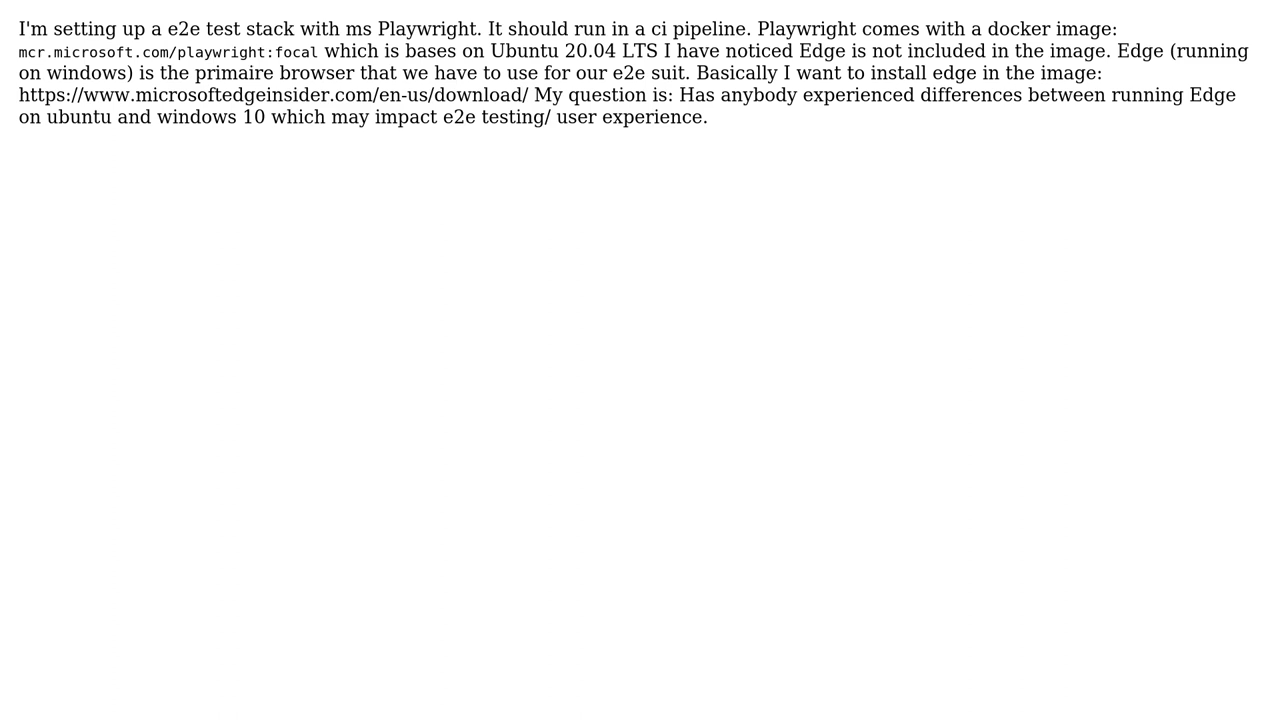 I'm setting up a e2e test stack with ms Playwright. It should run in a ci pipeline. Playwright comes with a docker image:
mcr.microsoft.com/playwright:focal which is bases on Ubuntu 20.04 LTS I have noticed Edge is not included in the image. Edge (running
on windows) is the primaire browser that we have to use for our e2e suit. Basically I want to install edge in the image:
https://www.microsoftedgeinsider.com/en-us/download/ My question is: Has anybody experienced differences between running Edge
on ubuntu and windows 10 which may impact e2e testing/ user experience.